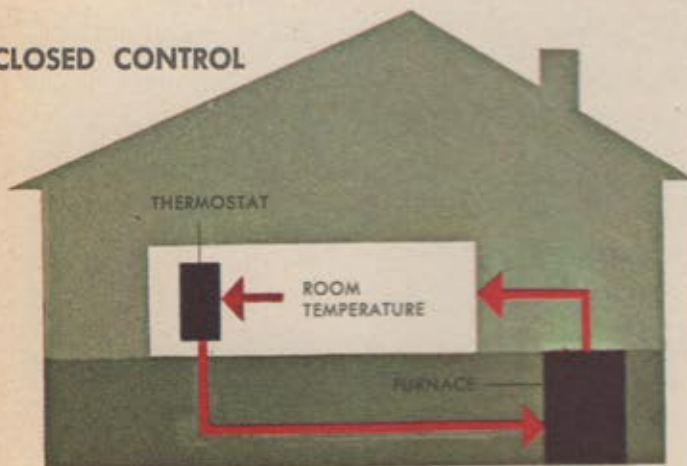 CLOSED CONTROL
THERMOSTAT
ROOM
TEMPERATURE
FURNACE